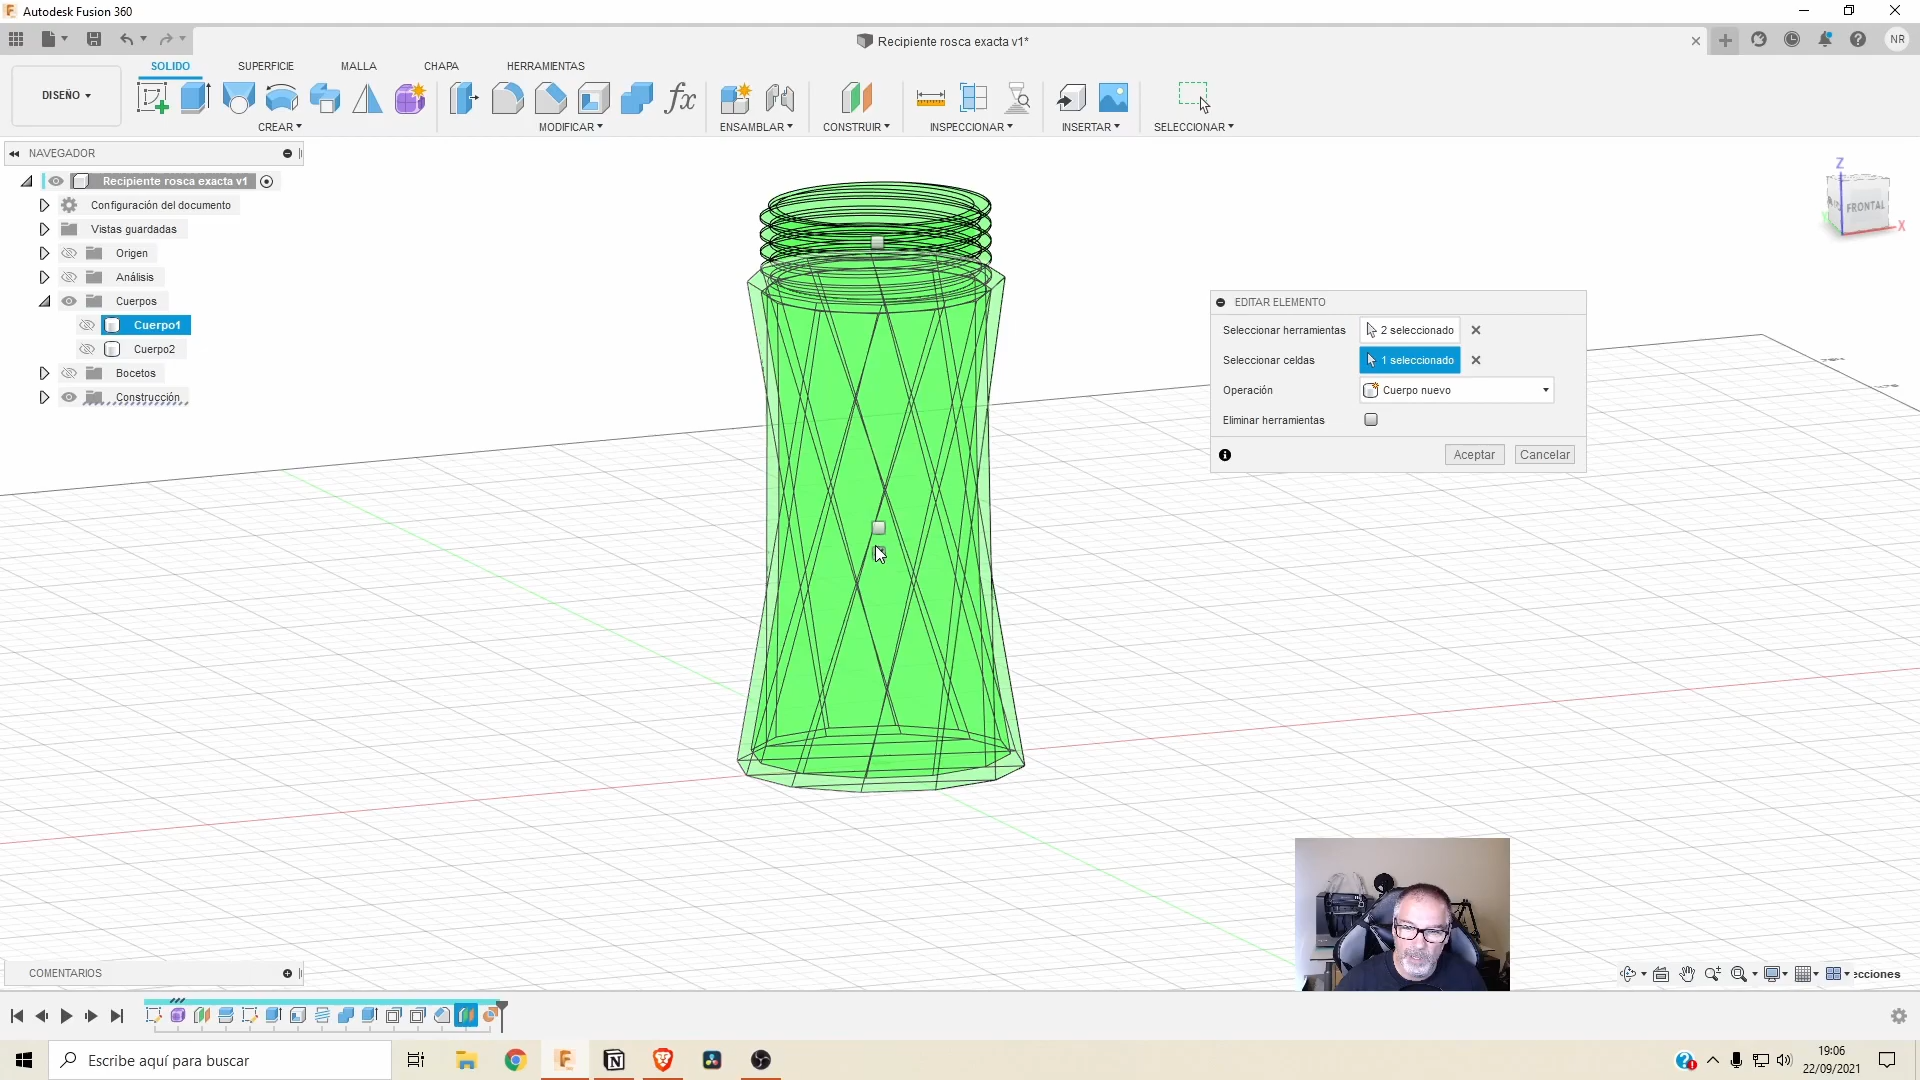 Autodesk Fusion 360
Recipiente rosca exacta v1*
NR
DISEÑO
SOLIDO
SUPERFICIE
MALLA
CHAPA
HERRAMIENTAS
fx
CREAR
MODIFICAR
ENSAMBLAR
CONSTRUIR
INSPECCIONAR
INSERTAR
SELECCIONAR
NAVEGADOR
Recipiente rosca exacta v1
Configuración del documento
Vistas guardadas
Origen
Análisis
Cuerpos
Cuerpo1
Cuerpo2
Bocetos
Construcción
Z
FRONTAL
X
EDITAR ELEMENTO
Seleccionar herramientas
2 seleccionado
Seleccionar celdas
1 seleccionado
Operación
Cuerpo nuevo
Eliminar herramientas
Aceptar
Cancelar
COMENTARIOS
cciones
Escribe aquí para buscar
19:06
22/09/2021